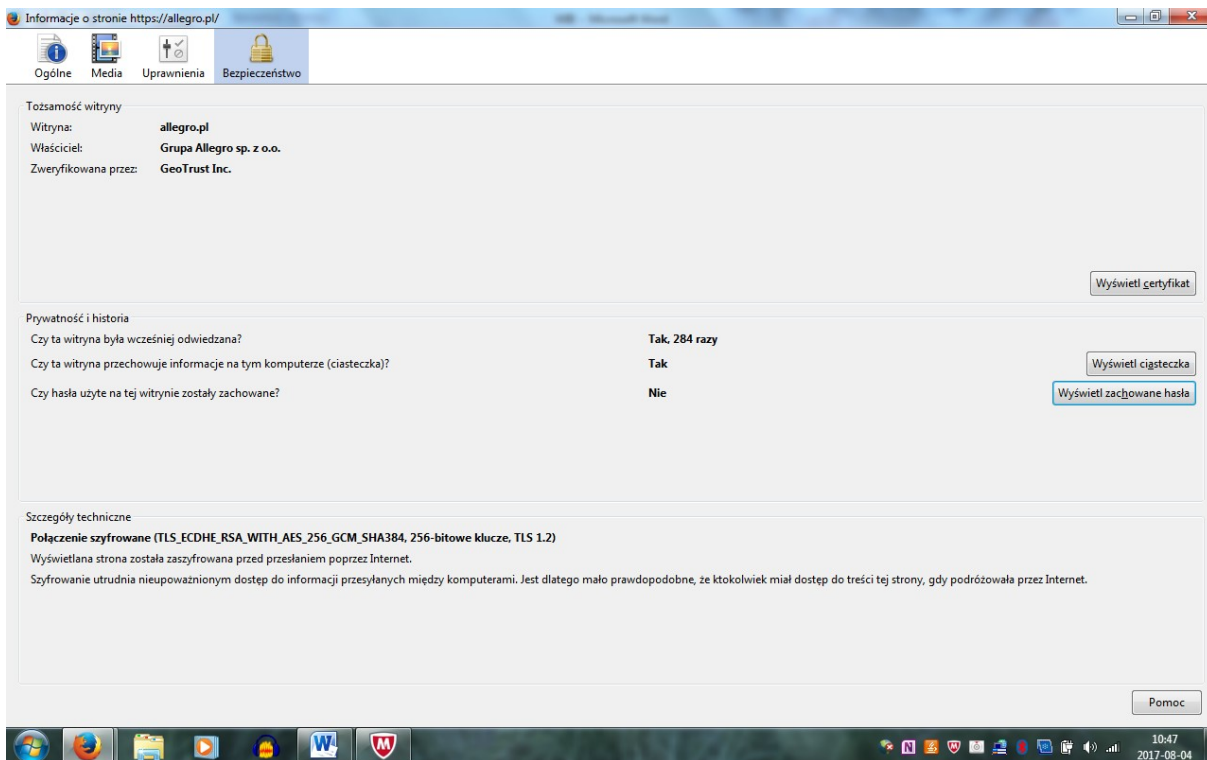 Informacje o stronie https://allegro.pl/
Ogólne Media Uprawnienia Bezpieczeństwo
Tożsamość witryny
Witryna: allegro.pl
Właściciel: Grupa Allegro sp. z o.o.
Zweryfikowana przez: GeoTrust Inc.
Wyświetl certyfikat
Prywatność i historia
Czy ta witryna była wcześniej odwiedzana? Tak, 284 razy
Czy ta witryna przechowuje informacje na tym komputerze (ciasteczka)? Tak Wyświetl ciasteczka
Czy hasła użyte na tej witrynie zostały zachowane? Nie Wyświetl zachowane hasła
Szczegóły techniczne
Połączenie szyfrowane (TLS_ECDHE_RSA_WITH_AES_256_GCM_SHA384, 256-bitowe klucze, TLS 1.2)
Wyświetlana strona została zaszyfrowana przed przesłaniem poprzez Internet.
Szyfrowanie utrudnia nieupoważnionym dostęp do informacji przesyłanych między komputerami. Jest dlatego mało prawdopodobne, że ktokolwiek miał dostęp do treści tej strony, gdy podróżowała przez Internet.
Pomoc
10:47
2017-08-04